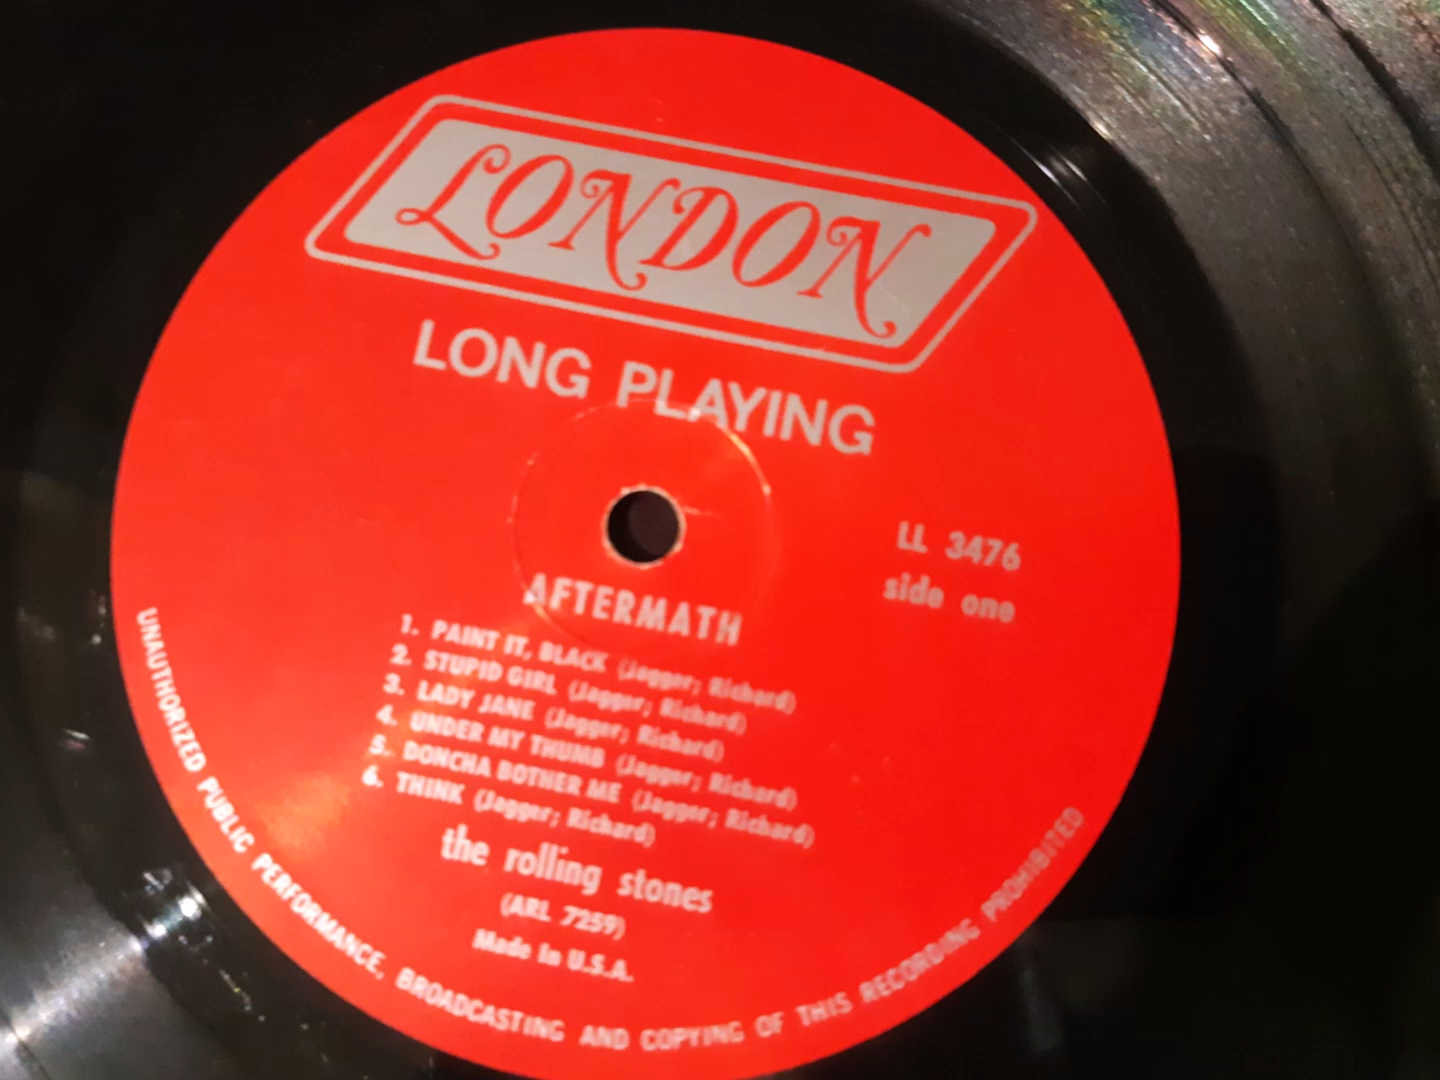 LONDON
LONG PLAYING
LL 3476
side one
AFTERMATH
1. PAINT IT, BLACK (Jagger; Richard)
2. STUPID GIRL (Jagger; Richard)
3. LADY JANE (Jagger; Richard)
4. UNDER MY THUMB (Jagger; Richard)
5. DONCHA BOTHER ME (Jagger; Richard)
6. THINK (Jagger; Richard)
the rolling stones
(ARL 7259)
Made in U.S.A.
UNAUTHORIZED PUBLIC PERFORMANCE, BROADCASTING AND COPYING OF THIS RECORDING PROHIBITED